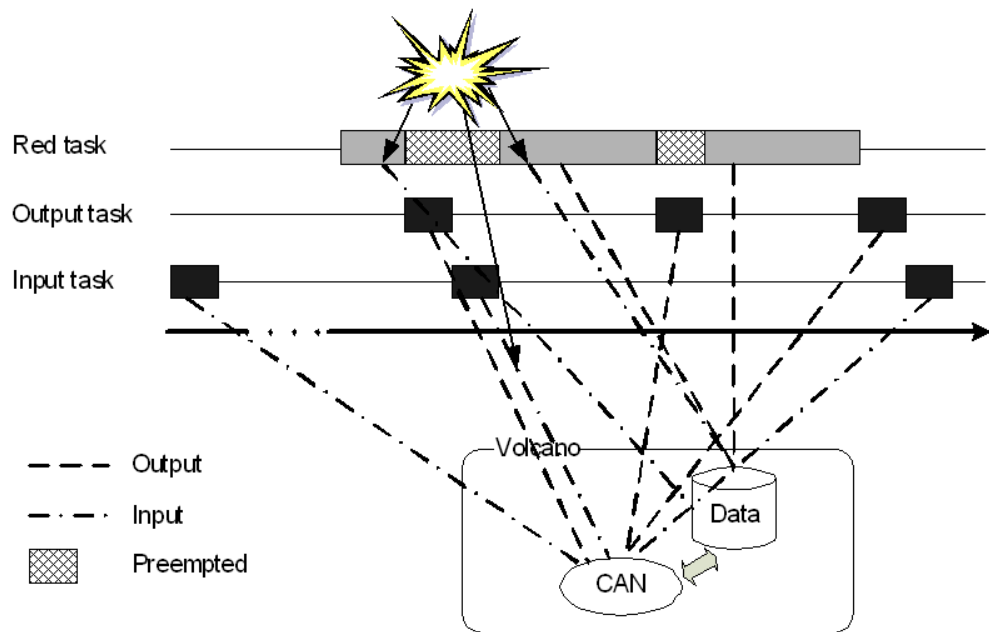 Red task
Output task
Input task
Volcano
Output
Input
Data
Preempted
CAN